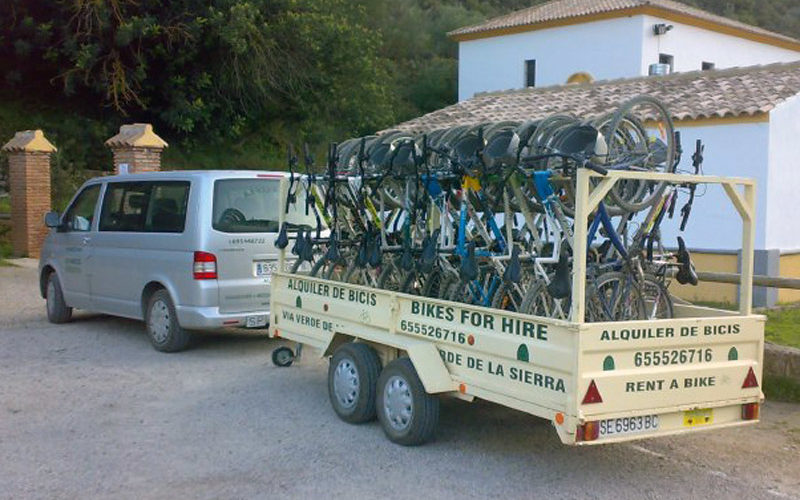 ALQUILER DE BICIS
BIKES FOR HIRE
VIA VERDE DE
655526716
RDE DE LA SIERRA
ALQUILER DE BICIS
655526716
RENT A BIKE
SE 6963 BC